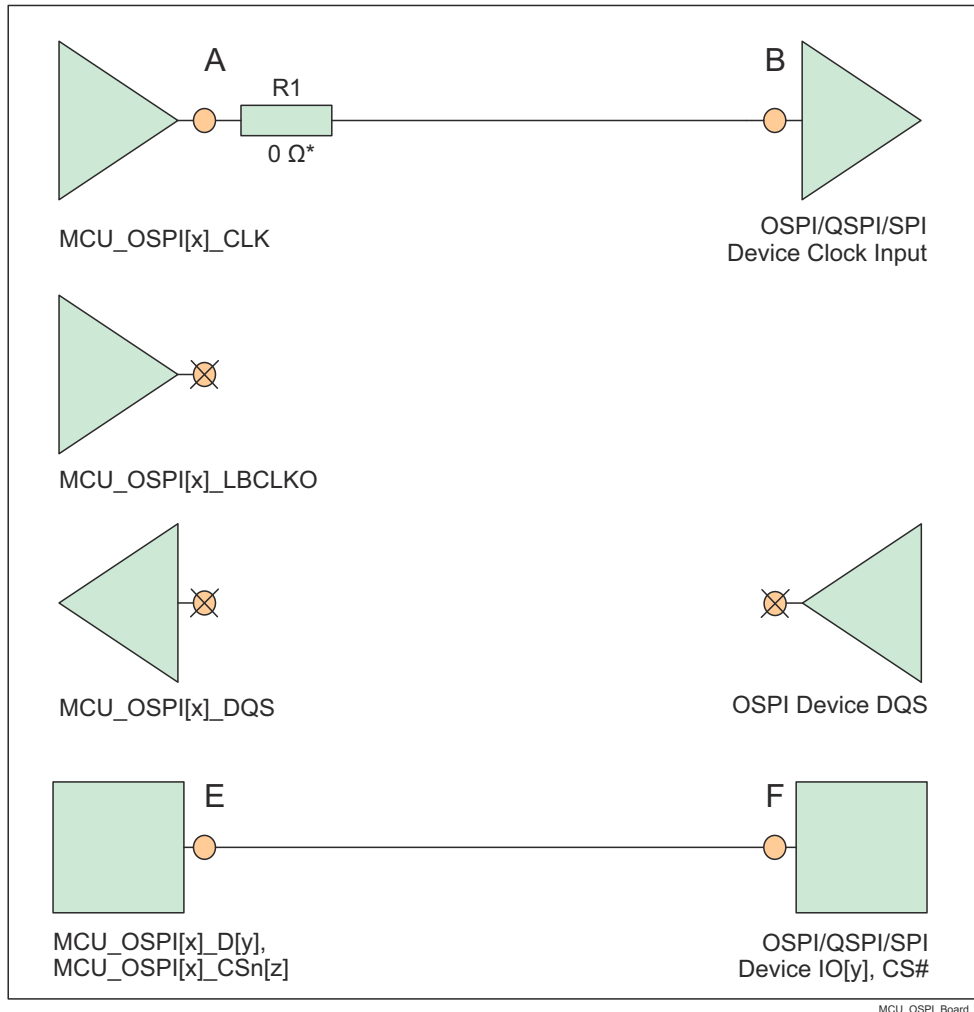 A
B
R1
0 Ω*
MCU_OSPI[x]_CLK
OSPI/QSPI/SPI
Device Clock Input
MCU_OSPI[x]_LBCLKO
MCU_OSPI[x]_DQS
OSPI Device DQS
E
F
MCU_OSPI[x]_D[y],
MCU_OSPI[x]_CSn[z]
OSPI/QSPI/SPI
Device IO[y], CS#
MCU_OSPI_Board